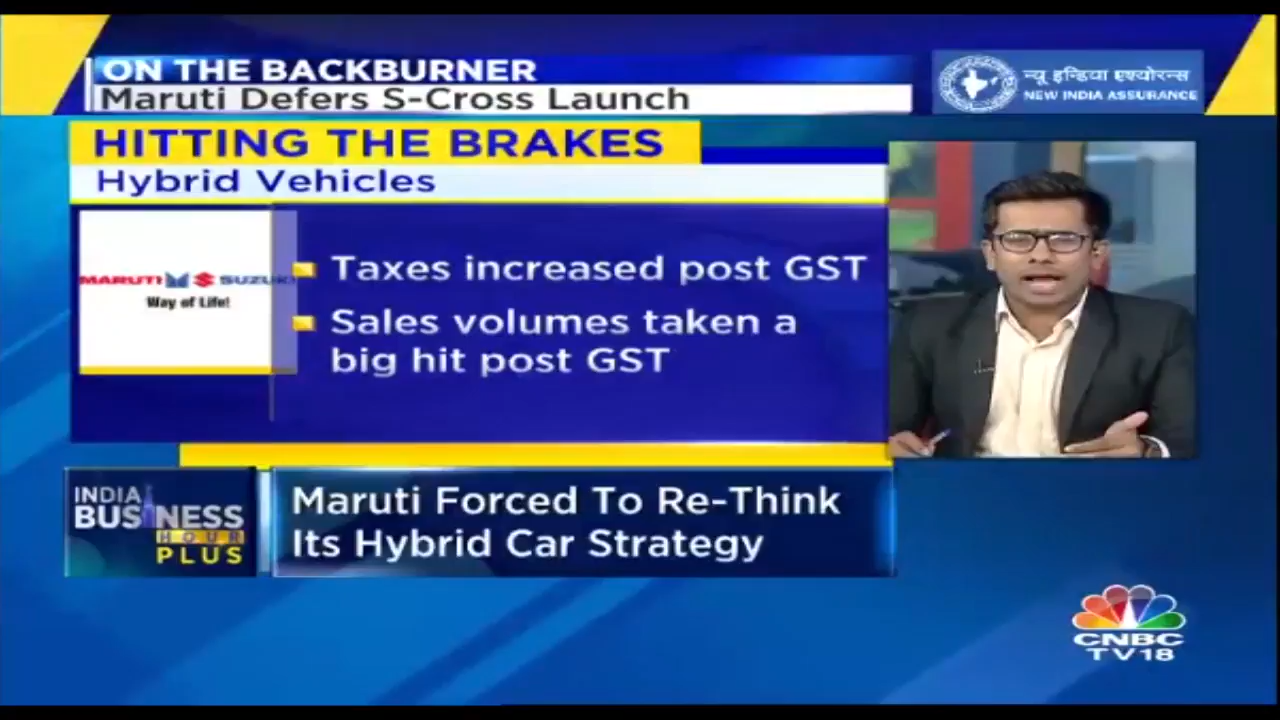 ON THE BACKBURNER
Maruti Defers S-Cross Launch
न्यू इन्डिया एश्योरन्स
NEW INDIA ASSURANCE
HITTING THE BRAKES
Hybrid Vehicles
MARUTI SUZUKI
Way of Life!
Taxes increased post GST
Sales volumes taken a
big hit post GST
INDIA
BUSINESS
HOUR
PLUS
Maruti Forced To Re-Think
Its Hybrid Car Strategy
CNBC
TV18